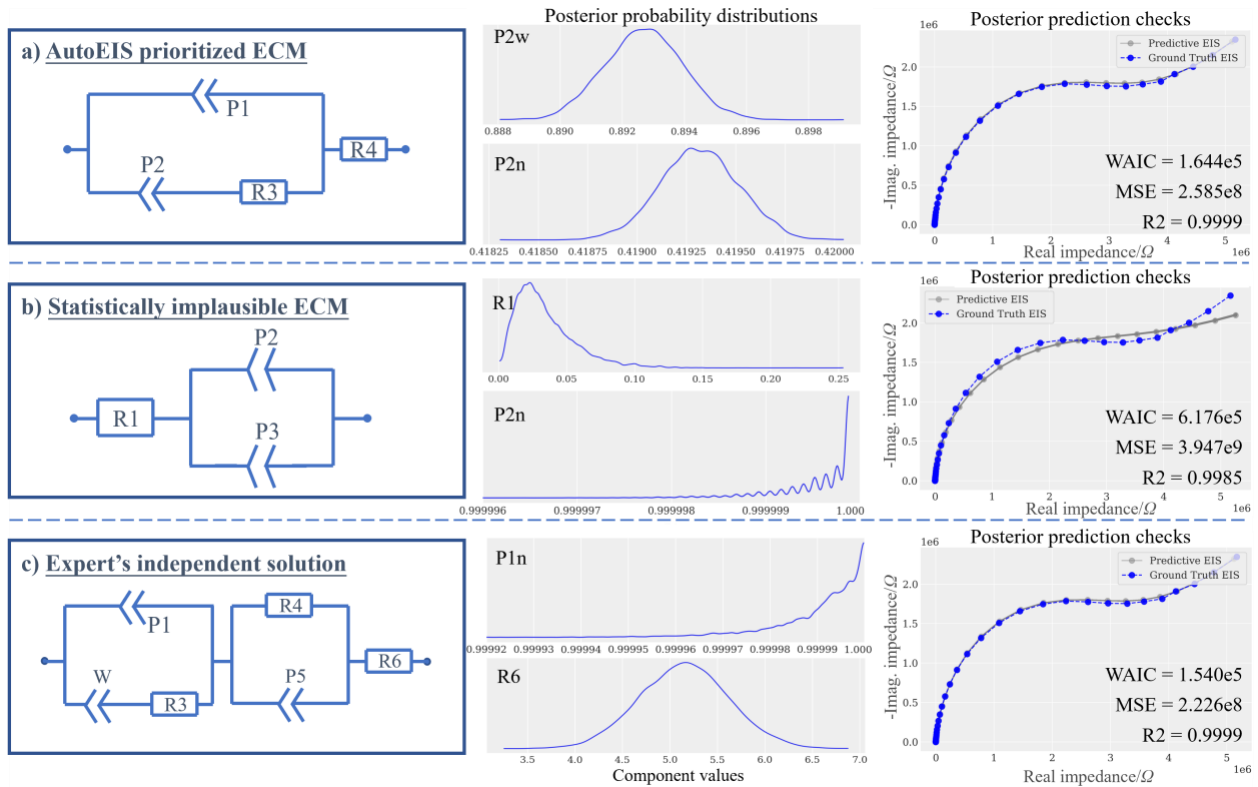 Posterior probability distributions
a) AutoEIS prioritized ECM
P1
P2
R3
R4
P2w
0.888 0.890 0.892 0.894 0.896 0.898
P2n
0.41825 0.41850 0.41875 0.41900 0.41925 0.41950 0.41975 0.42000
Posterior prediction checks
1e6
Predictive EIS
Ground Truth EIS
-Imag. impedance/Ω
2.0
1.5
1.0
0.5
0.0
WAIC = 1.644e5
MSE = 2.585e8
R2 = 0.9999
0 1 2 3 4 5
Real impedance/Ω
1e6
b) Statistically implausible ECM
P2
R1
P3
R1
0.00 0.05 0.10 0.15 0.20 0.25
P2n
0.999996 0.999997 0.999998 0.999999 1.000
Posterior prediction checks
1e6
Predictive EIS
Ground Truth EIS
-Imag. impedance/Ω
2.0
1.5
1.0
0.5
0.0
WAIC = 6.176e5
MSE = 3.947e9
R2 = 0.9985
0 1 2 3 4 5
Real impedance/Ω
1e6
c) Expert's independent solution
P1
W
R3
R4
P5
R6
P1n
0.99992 0.99993 0.99994 0.99995 0.99996 0.99997 0.99998 0.99999 1.000
R6
3.5 4.0 4.5 5.0 5.5 6.0 6.5 7.0
Component values
Posterior prediction checks
1e6
Predictive EIS
Ground Truth EIS
-Imag. impedance/Ω
2.0
1.5
1.0
0.5
0.0
WAIC = 1.540e5
MSE = 2.226e8
R2 = 0.9999
0 1 2 3 4 5
Real impedance/Ω
1e6